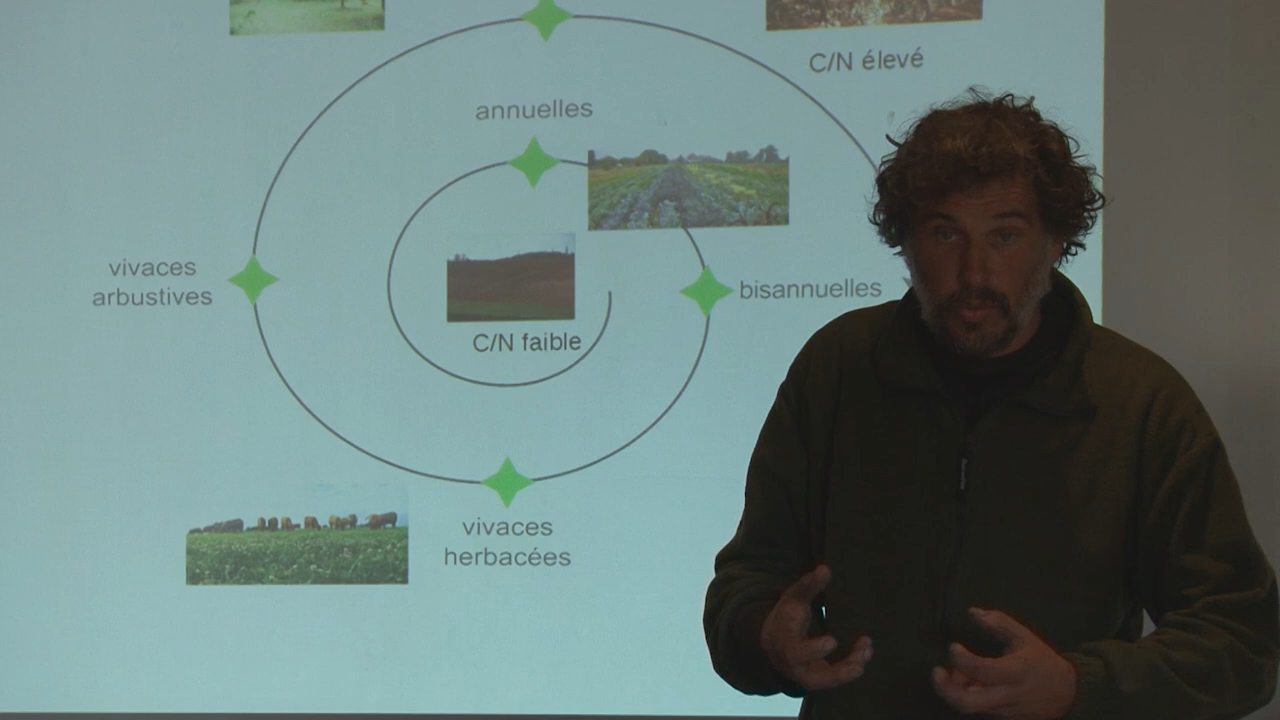 C/N élevé
annuelles
vivaces
arbustives
bisannuelles
C/N faible
vivaces
herbacées